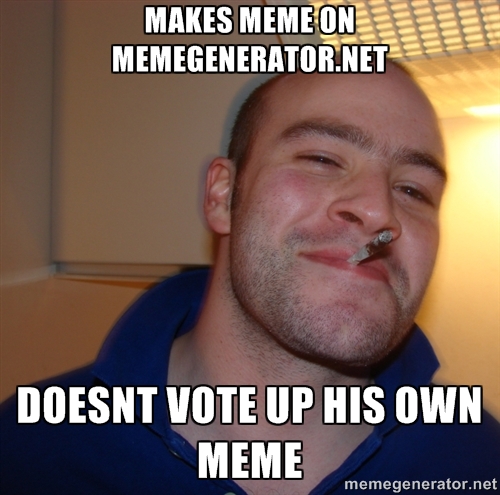 MAKES MEME ON
MEMEGENERATOR.NET
DOESNT VOTE UP HIS OWN
MEME
memegenerator.net